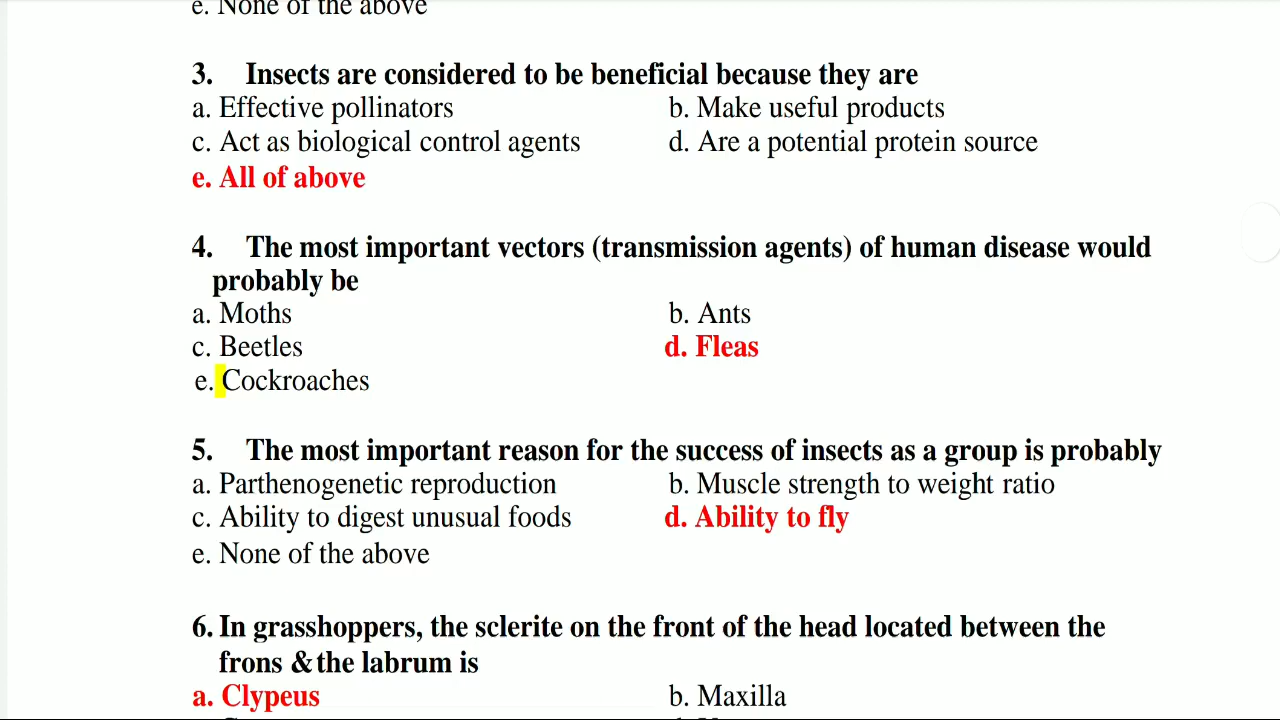 e. None of the above
3. Insects are considered to be beneficial because they are
a. Effective pollinators b. Make useful products
c. Act as biological control agents d. Are a potential protein source
e. All of above
4. The most important vectors (transmission agents) of human disease would
probably be
a. Moths b. Ants
c. Beetles d. Fleas
e. Cockroaches
5. The most important reason for the success of insects as a group is probably
a. Parthenogenetic reproduction b. Muscle strength to weight ratio
c. Ability to digest unusual foods d. Ability to fly
e. None of the above
6. In grasshoppers, the sclerite on the front of the head located between the
frons & the labrum is
a. Clypeus b. Maxilla